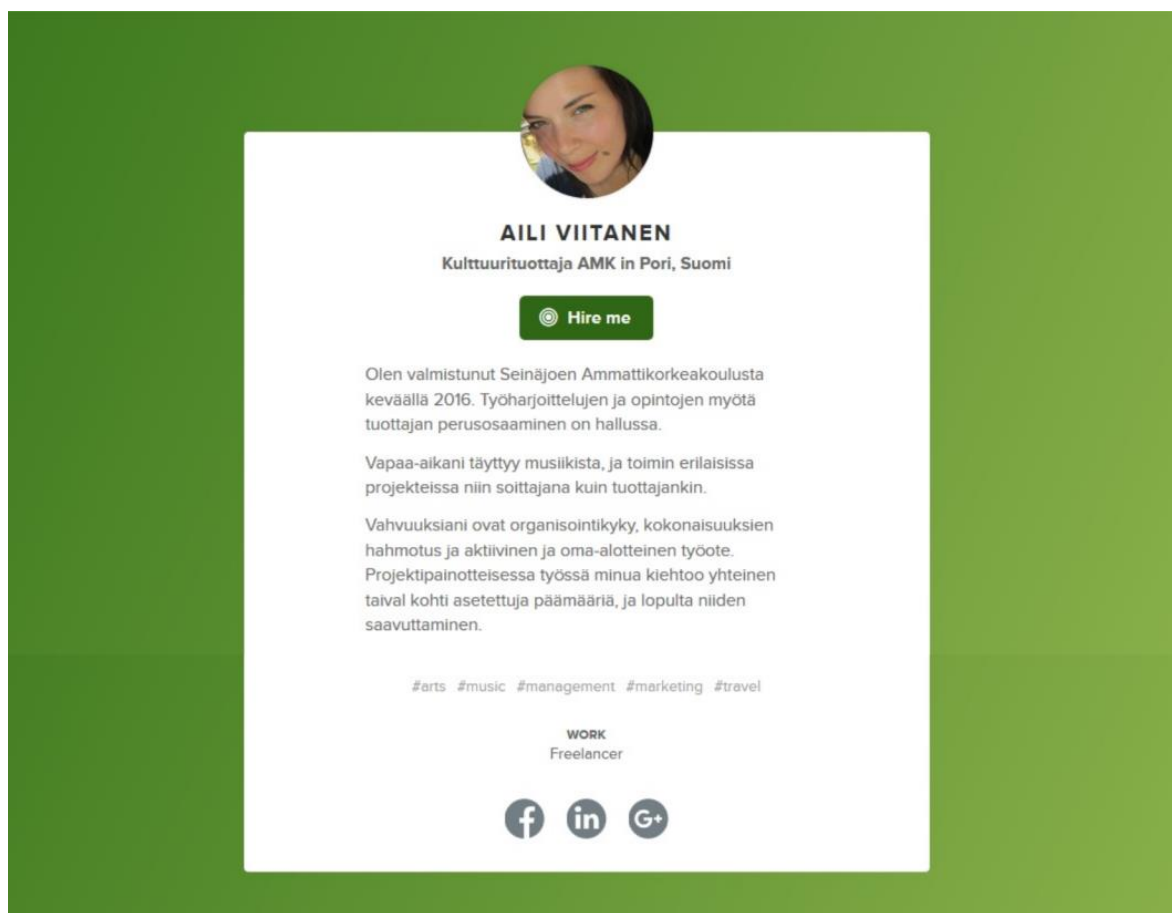 AILI VIITANEN
Kulttuurituottaja AMK in Pori, Suomi
Hire me
Olen valmistunut Seinäjoen Ammattikorkeakoulusta
keväällä 2016. Työharjoittelujen ja opintojen myötä
tuottajan perusosaaminen on hallussa.
Vapaa-aikani täyttyy musiikista, ja toimin erilaisissa
projekteissa niin soittajana kuin tuottajankin.
Vahvuuksiani ovat organisointikyky, kokonaisuuksien
hahmotus ja aktiivinen ja oma-alotteinen työote.
Projektipainotteisessa työssä minua kiehtoo yhteinen
taival kohti asetettuja päämääriä, ja lopulta niiden
saavuttaminen.
#arts #music #management #marketing #travel
WORK
Freelancer
f in G+